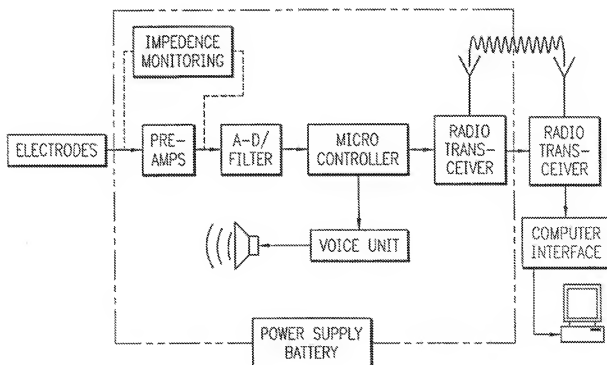 IMPEDENCE
MONITORING
ELECTRODES
PRE-
AMPS
A-D/
FILTER
MICRO
CONTROLLER
RADIO
TRANS-
CEIVER
RADIO
TRANS-
CEIVER
VOICE UNIT
COMPUTER
INTERFACE
POWER SUPPLY
BATTERY